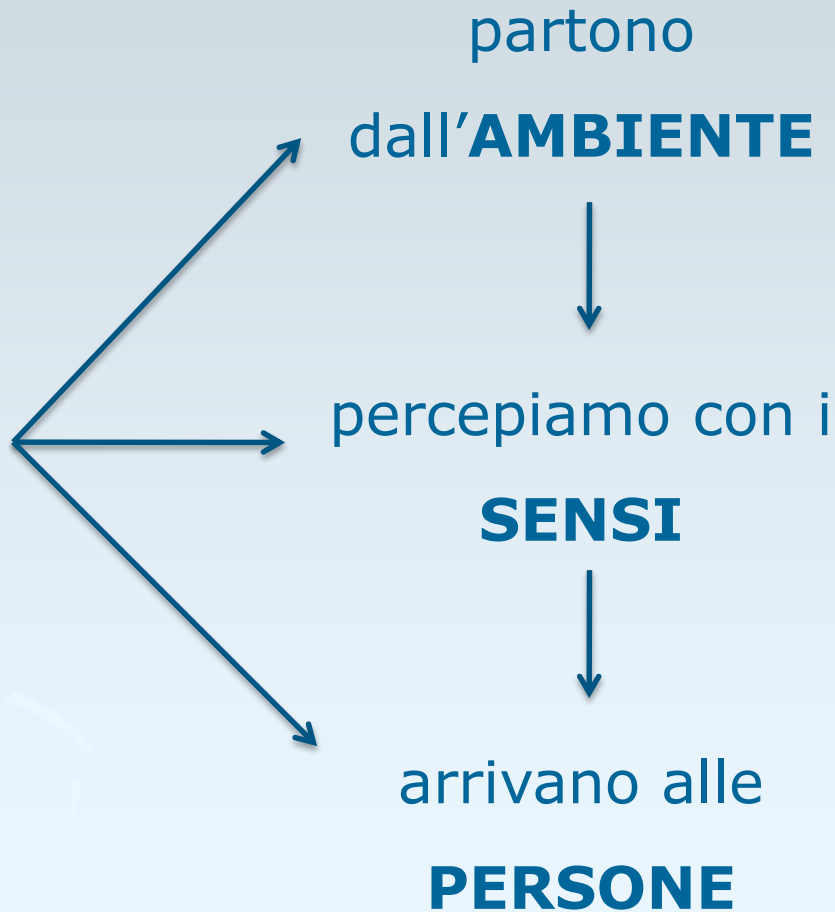 partono
dall’AMBIENTE
percepiamo con i
SENSI
arrivano alle
PERSONE